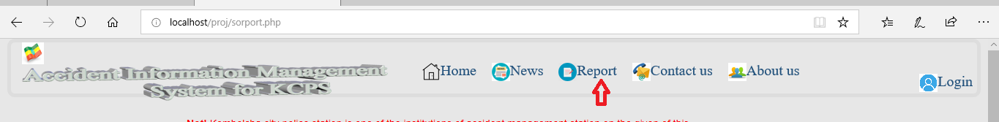 localhost/proj/sorport.php
Accident Information Management
System for KCPS
Home News Report Contact us About us
Login
Not! Kombolcha city police station is one of the institutions of accident management station on the given of this